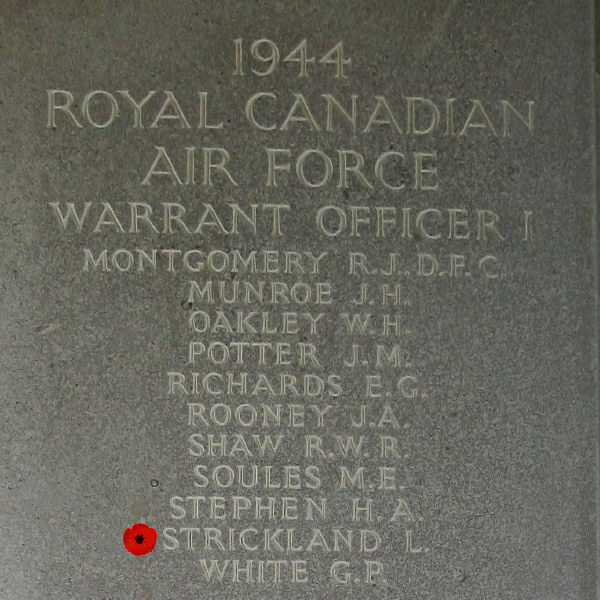 1944
ROYAL CANADIAN
AIR FORCE
WARRANT OFFICER I
MONTGOMERY R.J., D.F.C.
MUNROE J.H.
OAKLEY W.H.
POTTER J.M.
RICHARDS E.G.
ROONEY J.A.
SHAW R.W.R.
SOULES M.E.
STEPHEN H.A.
STRICKLAND L.
WHITE G.P.